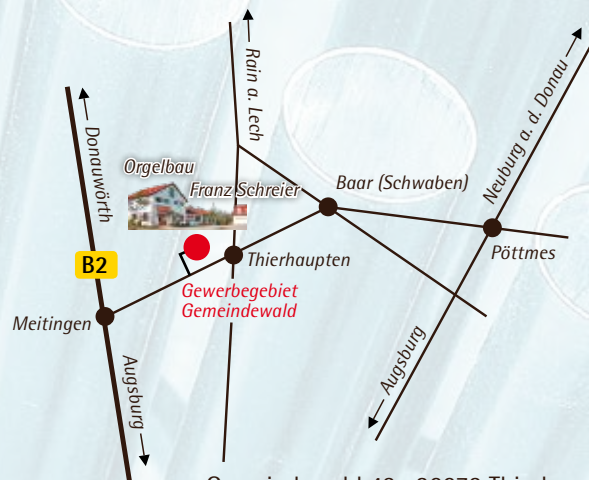 Rain a. Lech
Neuburg a. d. Donau
Donauwörth
Orgelbau
Franz Schreier
Baar (Schwaben)
B2
Thierhaupten
Pöttmes
Gewerbegebiet
Gemeindewald
Meitingen
Augsburg
Augsburg